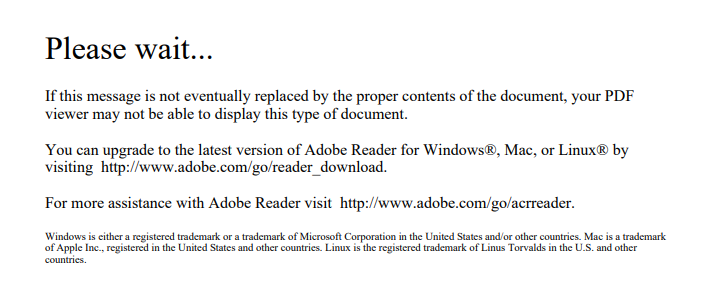 Please wait...
If this message is not eventually replaced by the proper contents of the document, your PDF
viewer may not be able to display this type of document.
You can upgrade to the latest version of Adobe Reader for Windows®, Mac, or Linux® by
visiting  http://www.adobe.com/go/reader_download.
For more assistance with Adobe Reader visit  http://www.adobe.com/go/acrreader.
Windows is either a registered trademark or a trademark of Microsoft Corporation in the United States and/or other countries. Mac is a trademark
of Apple Inc., registered in the United States and other countries. Linux is the registered trademark of Linus Torvalds in the U.S. and other
countries.